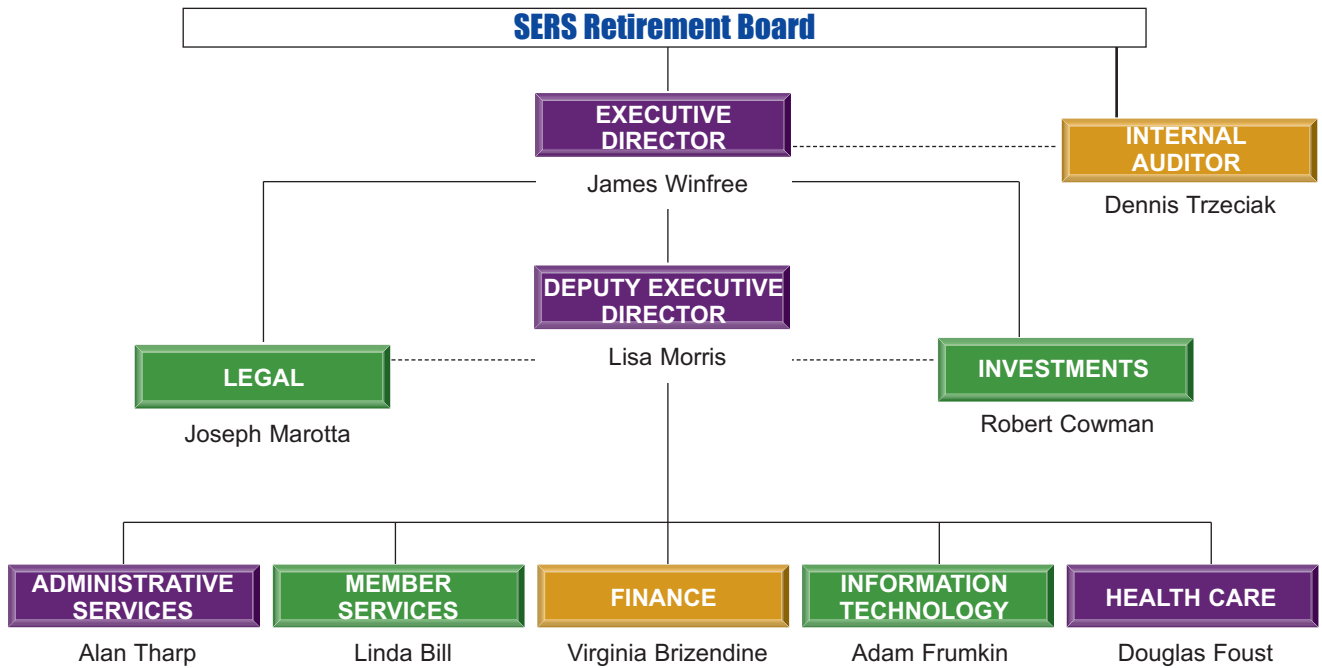 SERS Retirement Board
EXECUTIVE
DIRECTOR
James Winfree
INTERNAL
AUDITOR
Dennis Trzeciak
DEPUTY EXECUTIVE
DIRECTOR
Lisa Morris
LEGAL
Joseph Marotta
INVESTMENTS
Robert Cowman
ADMINISTRATIVE
SERVICES
Alan Tharp
MEMBER
SERVICES
Linda Bill
FINANCE
Virginia Brizendine
INFORMATION
TECHNOLOGY
Adam Frumkin
HEALTH CARE
Douglas Foust